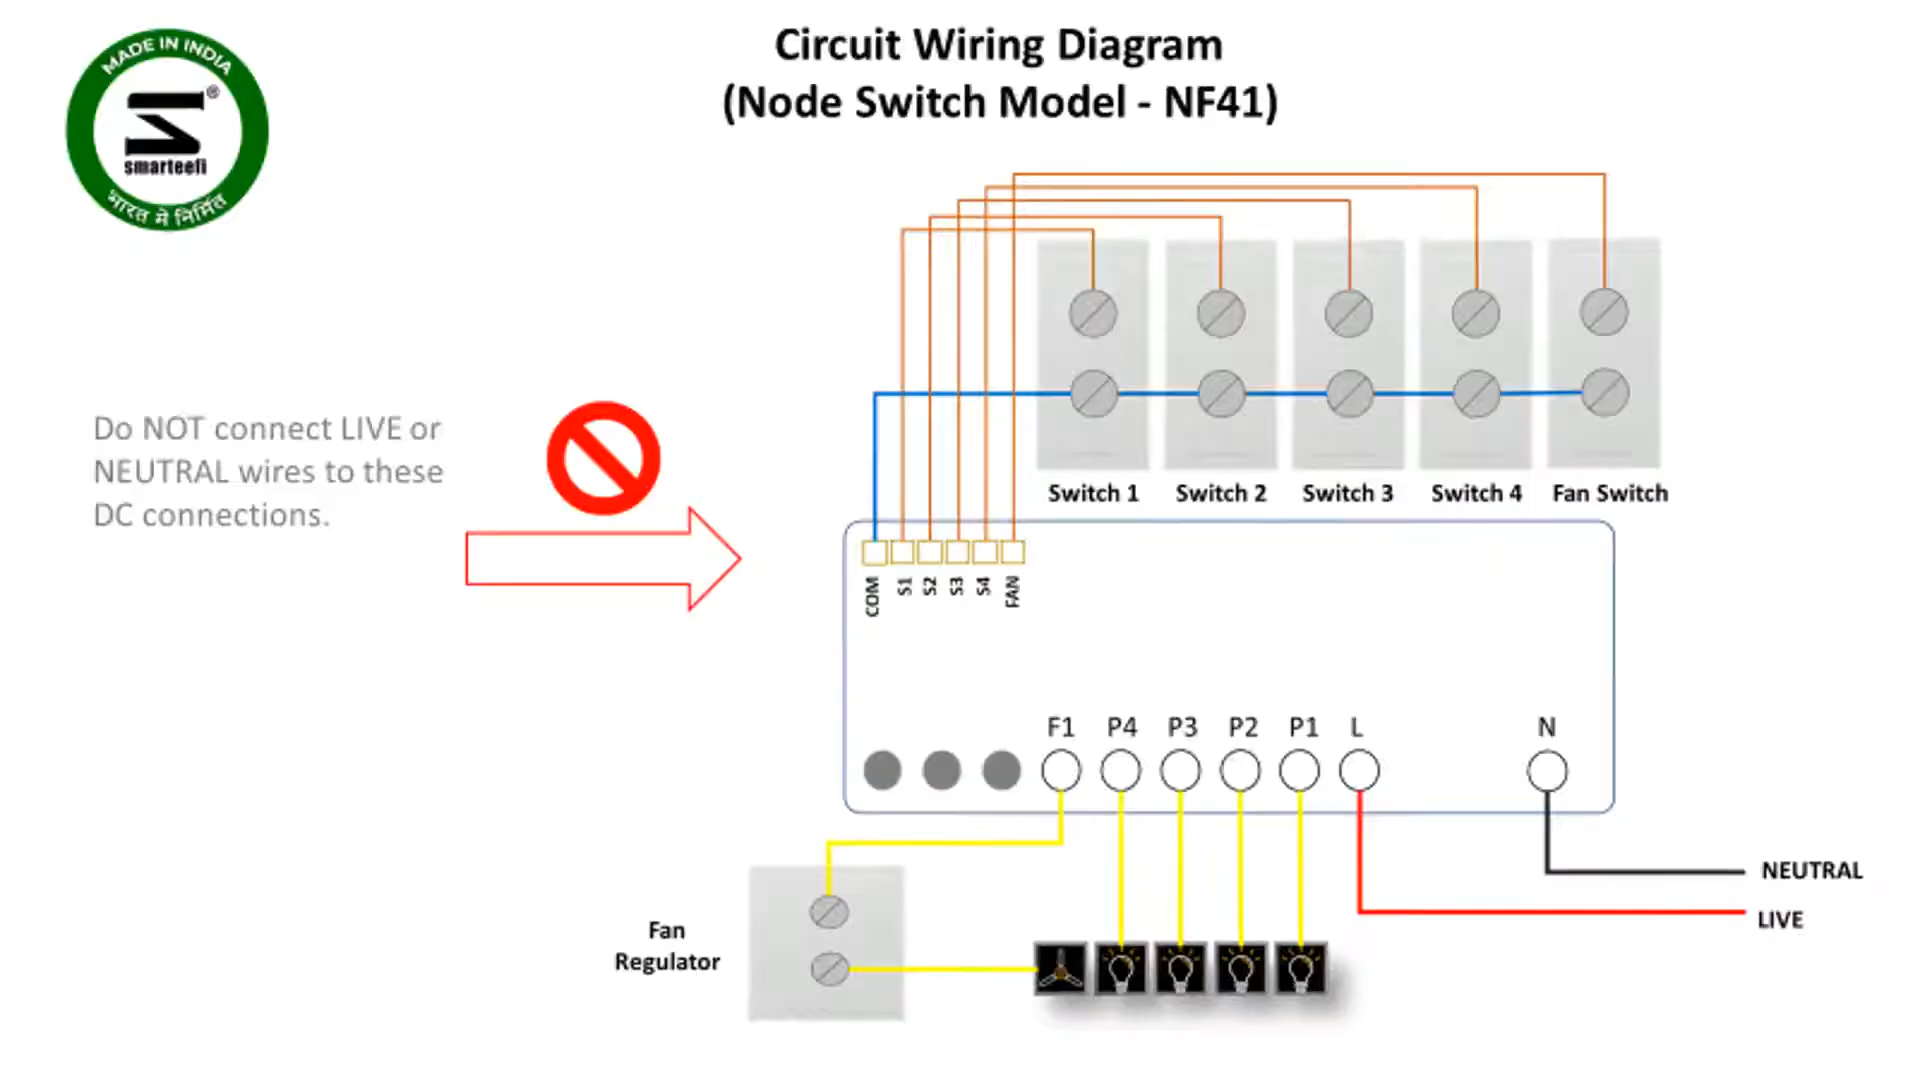 MADE IN INDIA
®
smarteefi
भारत में निर्मित
Circuit Wiring Diagram
(Node Switch Model - NF41)
Do NOT connect LIVE or
NEUTRAL wires to these
DC connections.
Switch 1 Switch 2 Switch 3 Switch 4 Fan Switch
COM S1 S2 S3 S4 FAN
F1 P4 P3 P2 P1 L N
NEUTRAL
LIVE
Fan
Regulator